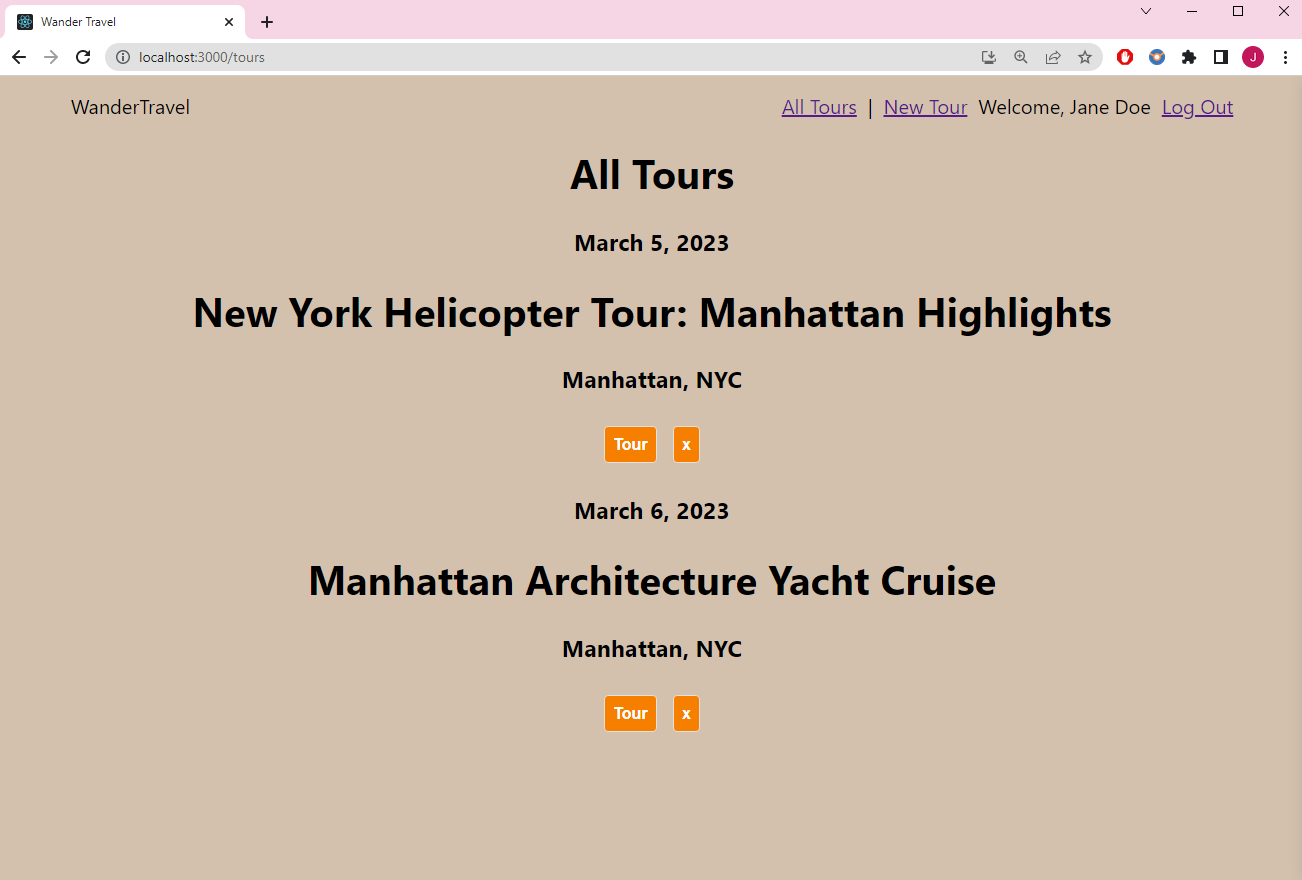 Wander Travel
localhost:3000/tours
J
WanderTravel
All Tours | New Tour Welcome, Jane Doe Log Out
All Tours
March 5, 2023
New York Helicopter Tour: Manhattan Highlights
Manhattan, NYC
Tour x
March 6, 2023
Manhattan Architecture Yacht Cruise
Manhattan, NYC
Tour x